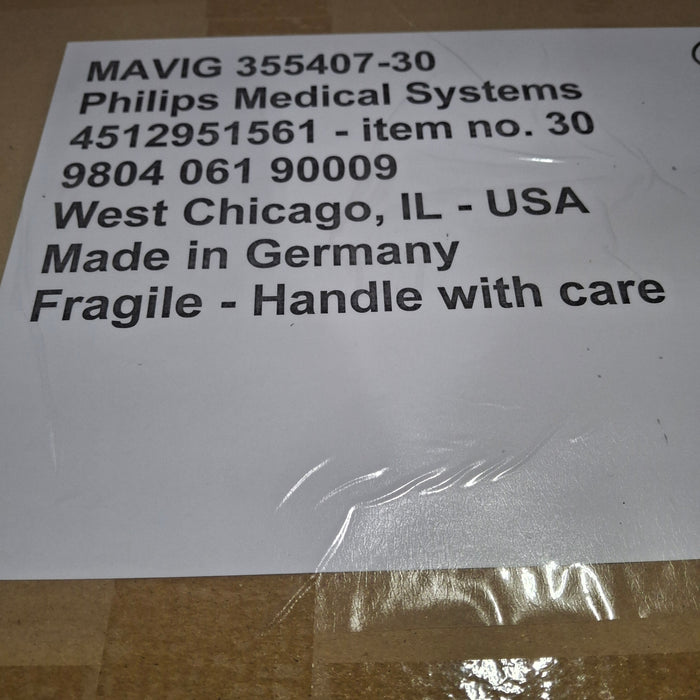 MAVIG 355407-30
Philips Medical Systems
4512951561 - item no. 30
9804 061 90009
West Chicago, IL - USA
Made in Germany
Fragile - Handle with care